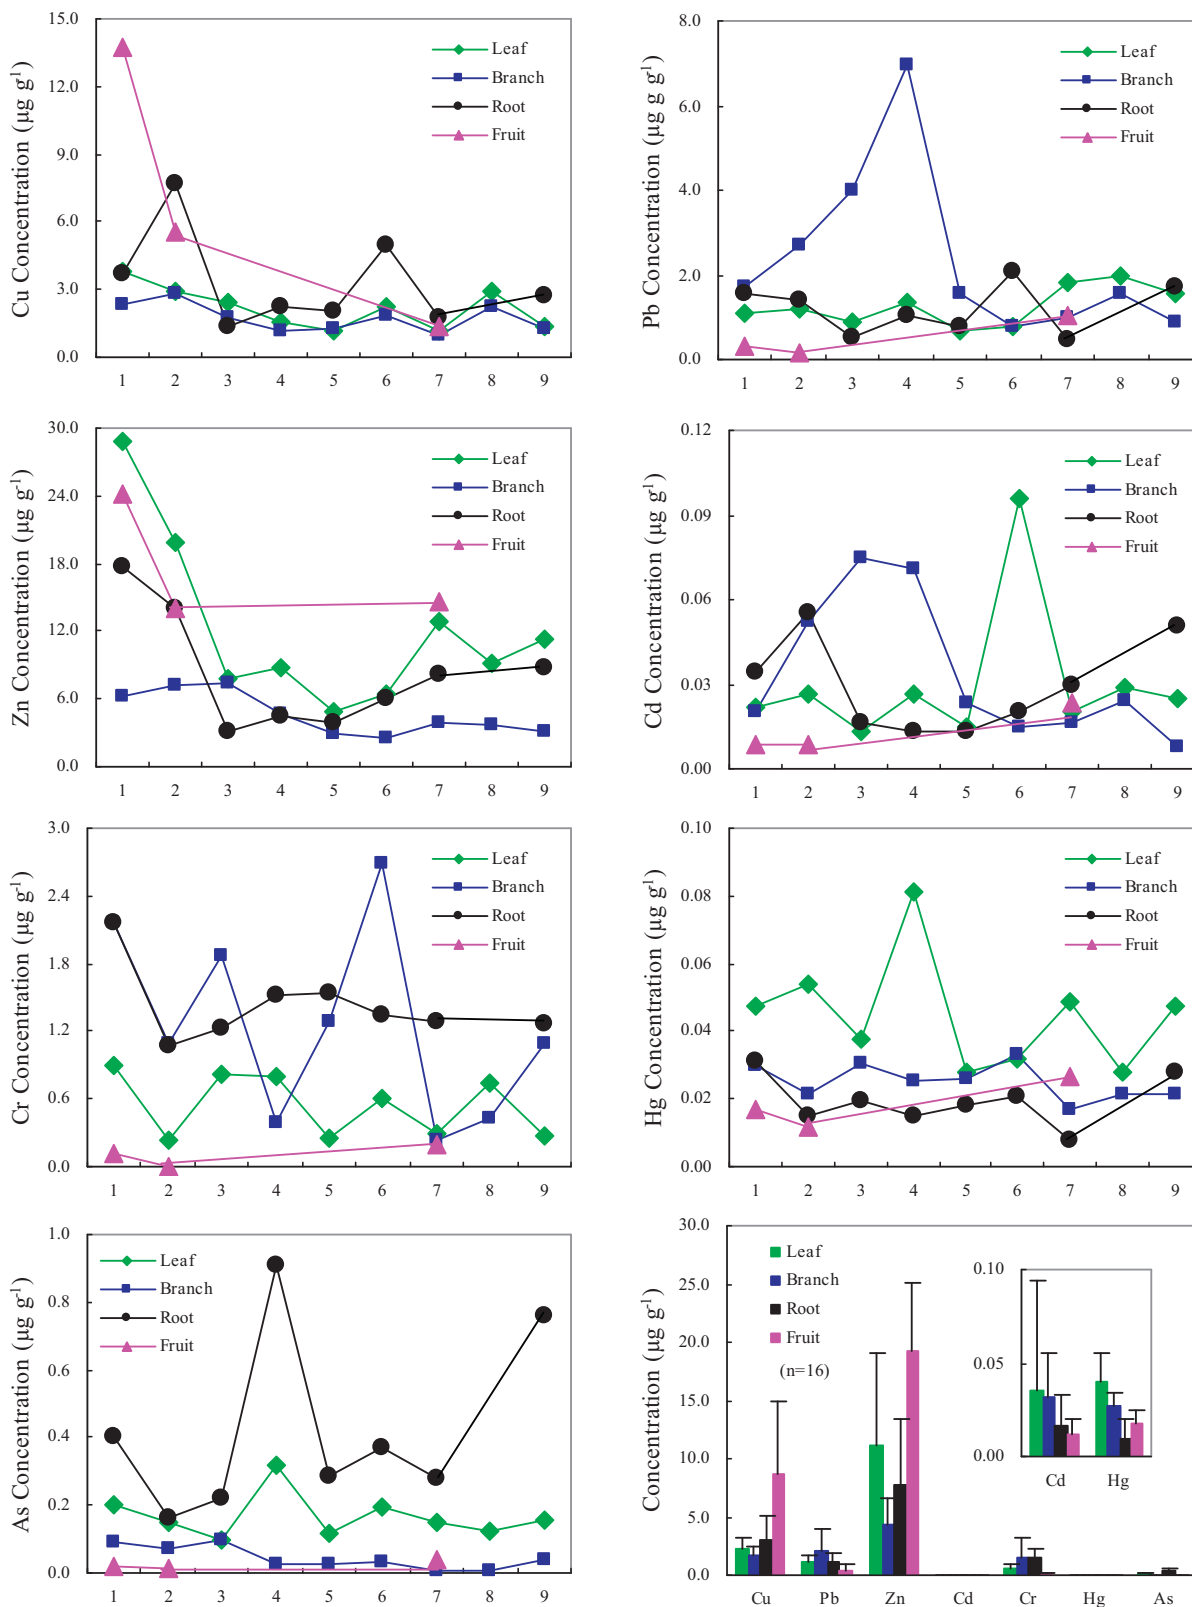 Cu Concentration (µg g-1)
15.0
12.0
9.0
6.0
3.0
0.0
Leaf
Branch
Root
Fruit
1 2 3 4 5 6 7 8 9
Pb Concentration (µg g-1)
8.0
6.0
4.0
2.0
0.0
Leaf
Branch
Root
Fruit
1 2 3 4 5 6 7 8 9
Zn Concentration (µg g-1)
30.0
24.0
18.0
12.0
6.0
0.0
Leaf
Branch
Root
Fruit
1 2 3 4 5 6 7 8 9
Cd Concentration (µg g-1)
0.12
0.09
0.06
0.03
0.00
Leaf
Branch
Root
Fruit
1 2 3 4 5 6 7 8 9
Cr Concentration (µg g-1)
3.0
2.4
1.8
1.2
0.6
0.0
Leaf
Branch
Root
Fruit
1 2 3 4 5 6 7 8 9
Hg Concentration (µg g-1)
0.10
0.08
0.06
0.04
0.02
0.00
Leaf
Branch
Root
Fruit
1 2 3 4 5 6 7 8 9
As Concentration (µg g-1)
1.0
0.8
0.6
0.4
0.2
0.0
Leaf
Branch
Root
Fruit
1 2 3 4 5 6 7 8 9
Concentration (µg g-1)
30.0
25.0
20.0
15.0
10.0
5.0
0.0
Leaf
Branch
Root
Fruit
(n=16)
0.10
0.05
0.00
Cd Hg
Cu Pb Zn Cd Cr Hg As